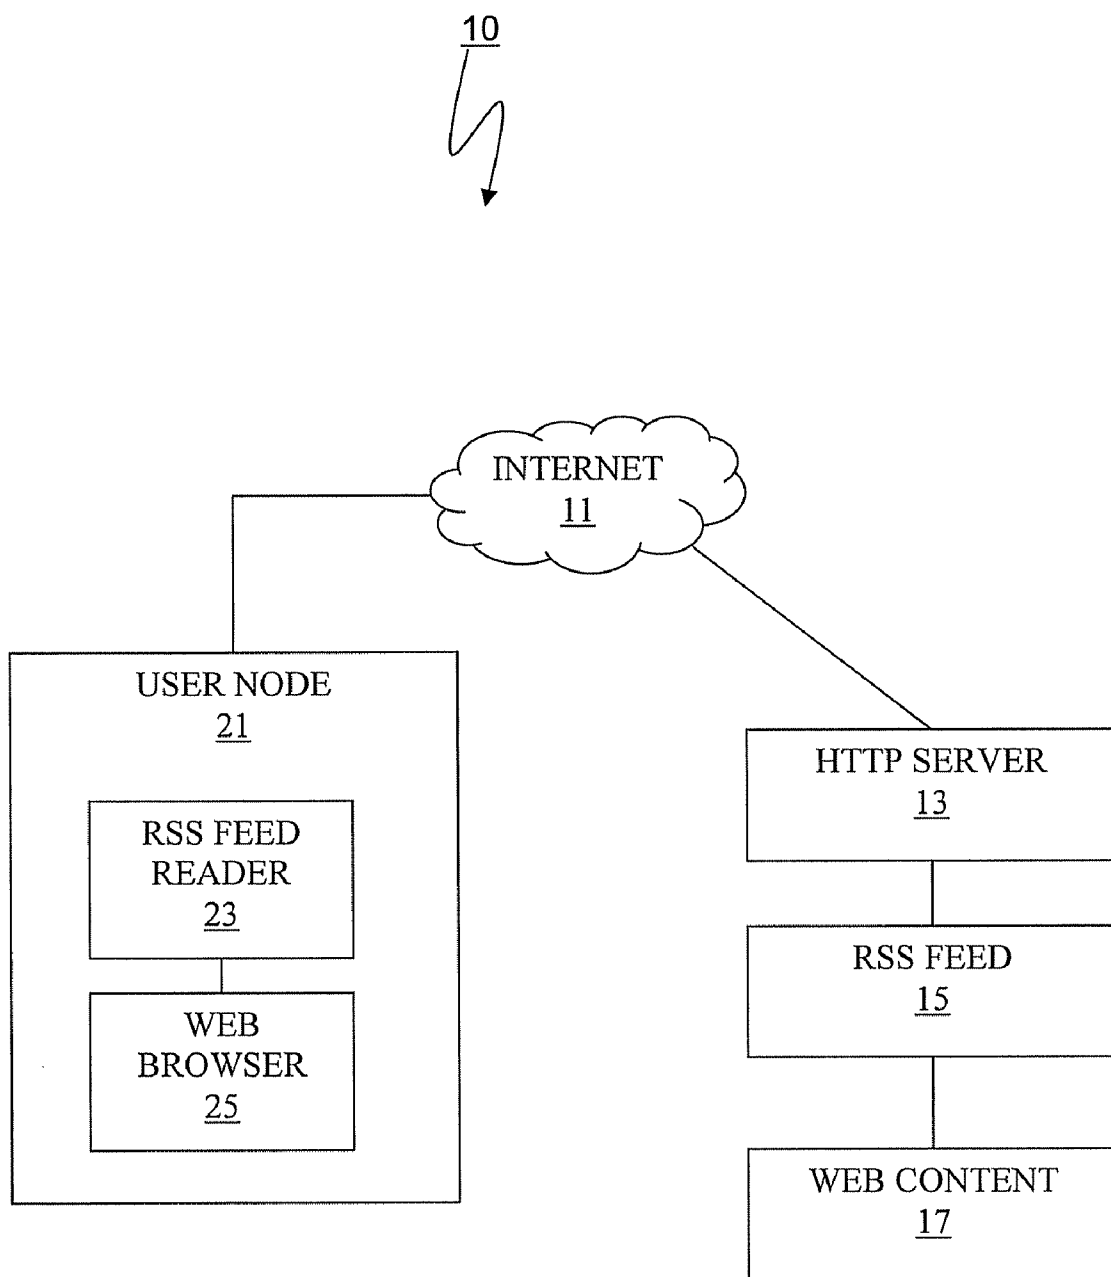 10
INTERNET
11
USER NODE
21
RSS FEED
READER
23
WEB
BROWSER
25
HTTP SERVER
13
RSS FEED
15
WEB CONTENT
17